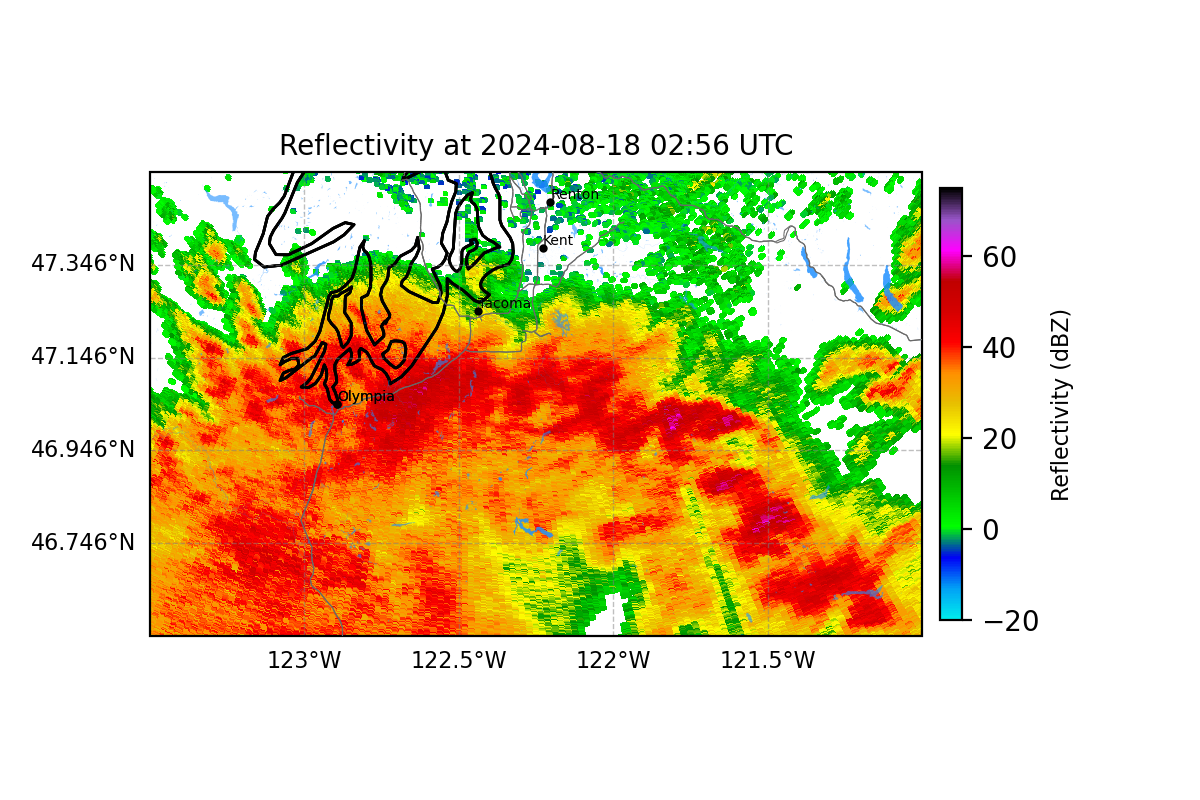 Reflectivity at 2024-08-18 02:56 UTC
Renton
Kent
47.346°N
Tacoma
47.146°N
Olympia
46.946°N
46.746°N
123°W 122.5°W 122°W 121.5°W
60
40
20
0
−20
Reflectivity (dBZ)